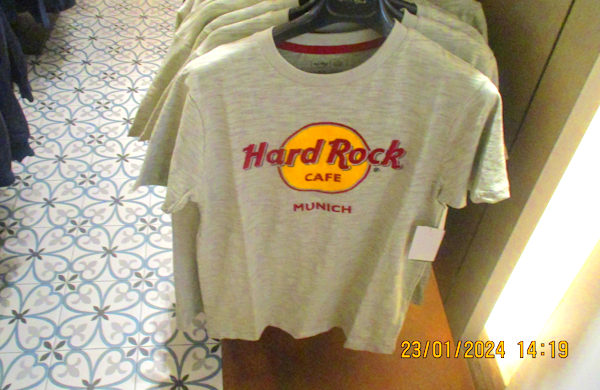 Hard Rock
CAFE
MUNICH
23/01/2024 14:19